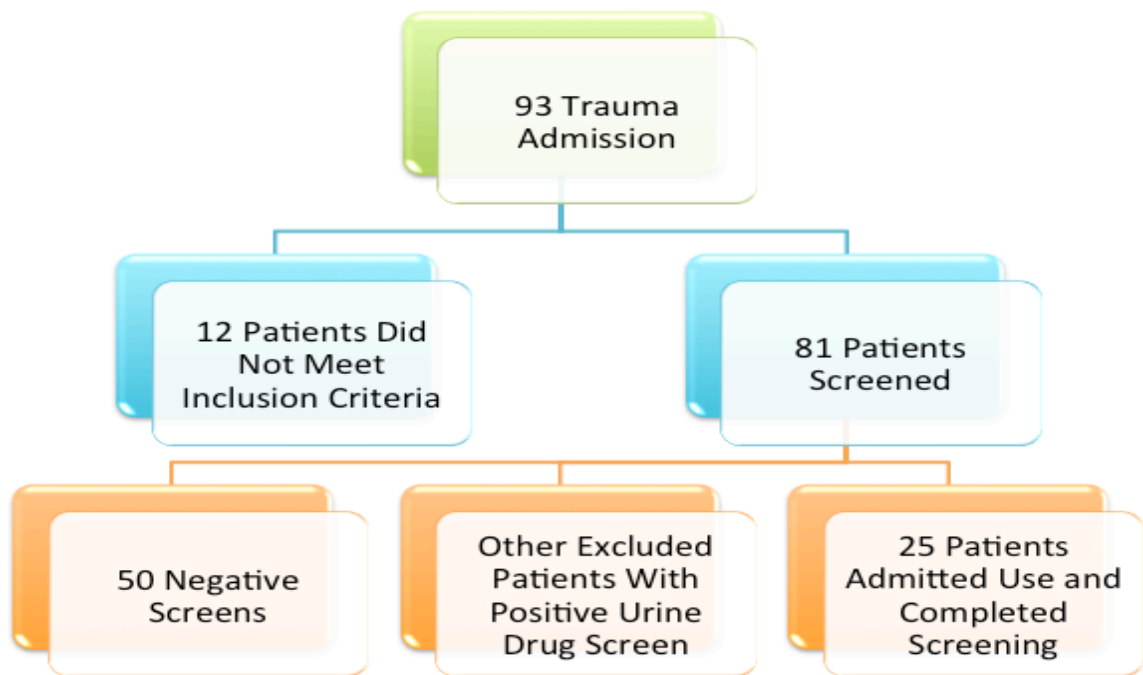 93 Trauma
Admission
12 Patients Did
Not Meet
Inclusion Criteria
81 Patients
Screened
50 Negative
Screens
Other Excluded
Patients With
Positive Urine
Drug Screen
25 Patients
Admitted Use and
Completed
Screening